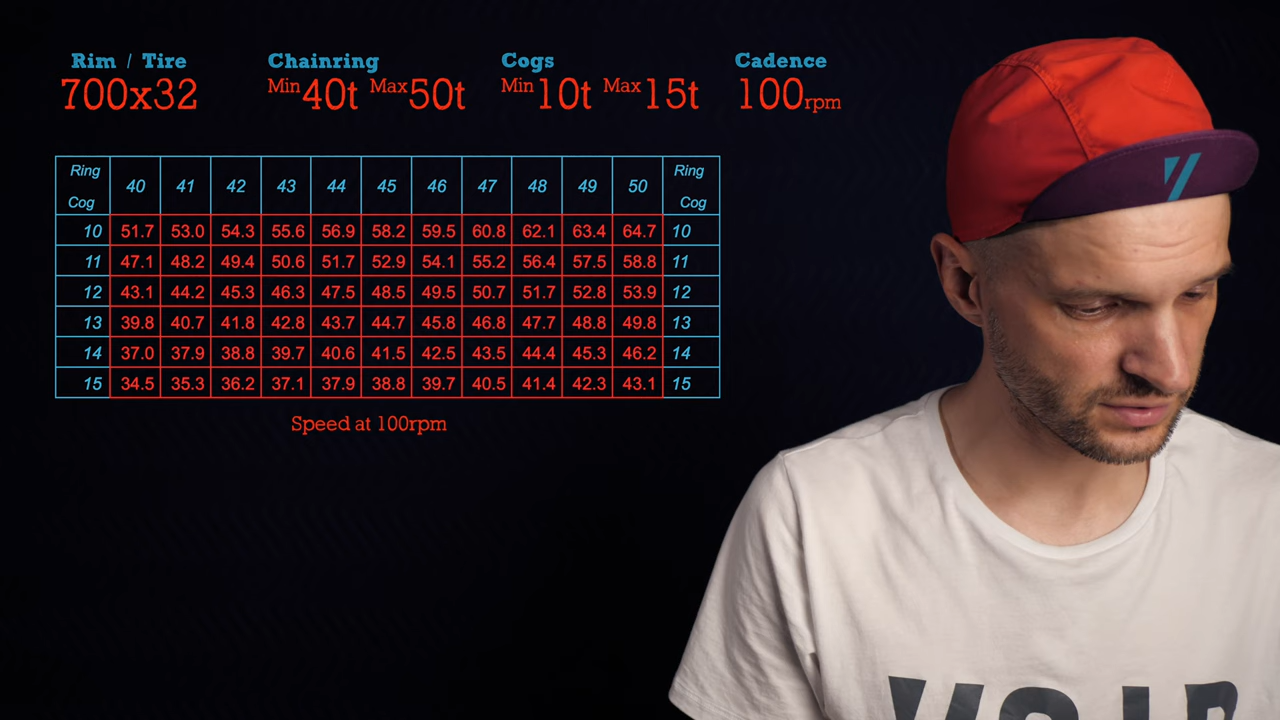 Rim / Tire Chainring Cogs Cadence
700x32 Min 40t Max 50t Min 10t Max 15t 100rpm
Ring 40 41 42 43 44 45 46 47 48 49 50 Ring
Cog Cog
10 51.7 53.0 54.3 55.6 56.9 58.2 59.5 60.8 62.1 63.4 64.7 10
11 47.1 48.2 49.4 50.6 51.7 52.9 54.1 55.2 56.4 57.5 58.8 11
12 43.1 44.2 45.3 46.3 47.5 48.5 49.5 50.7 51.7 52.8 53.9 12
13 39.8 40.7 41.8 42.8 43.7 44.7 45.8 46.8 47.7 48.8 49.8 13
14 37.0 37.9 38.8 39.7 40.6 41.5 42.5 43.5 44.4 45.3 46.2 14
15 34.5 35.3 36.2 37.1 37.9 38.8 39.7 40.5 41.4 42.3 43.1 15
Speed at 100rpm